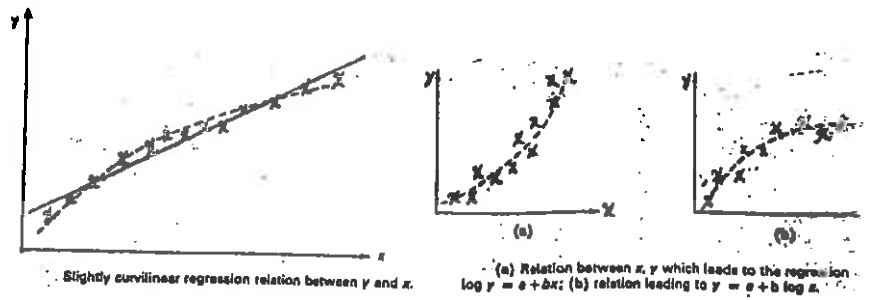 y
x
Slightly curvilinear regression relation between y and x.
y
x
(a)
y
(b)
(a) Relation between x, y which leads to the regression
log y = a+bx; (b) relation leading to y = a+b log x.